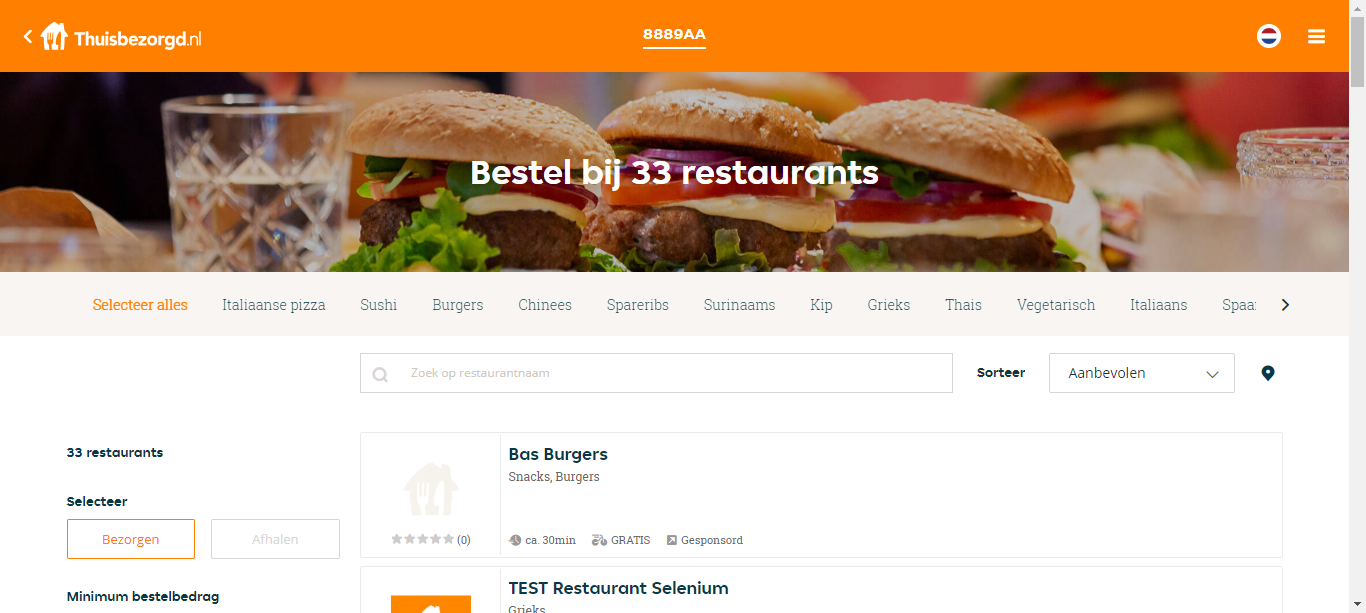 Thuisbezorgd.nl
8889AA
Bestel bij 33 restaurants
Selecteer alles Italiaanse pizza Sushi Burgers Chinees Spareribs Surinaams Kip Grieks Thais Vegetarisch Italiaans Spaa
Zoek op restaurantnaam Sorteer Aanbevolen
33 restaurants
Selecteer
Bezorgen Afhalen
Minimum bestelbedrag
Bas Burgers
Snacks, Burgers
(0) ca. 30min GRATIS Gesponsord
TEST Restaurant Selenium
Grieks